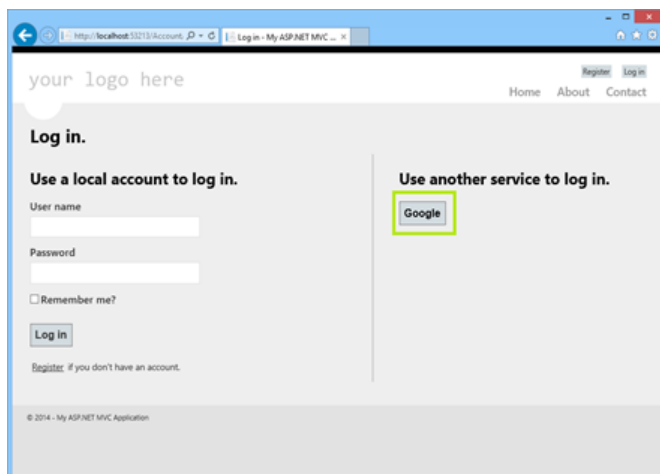 http://localhost:53213/Account.
Log in - My ASP.NET MVC ...
your logo here
Register Log in
Home About Contact
Log in.
Use a local account to log in.
Use another service to log in.
User name
Google
Password
Remember me?
Log in
Register if you don't have an account.
© 2014 - My ASP.NET MVC Application